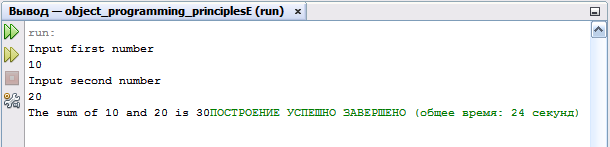 Вывод — object_programming_principlesE (run)
run:
Input first number
10
Input second number
20
The sum of 10 and 20 is 30ПОСТРОЕНИЕ УСПЕШНО ЗАВЕРШЕНО (общее время: 24 секунд)